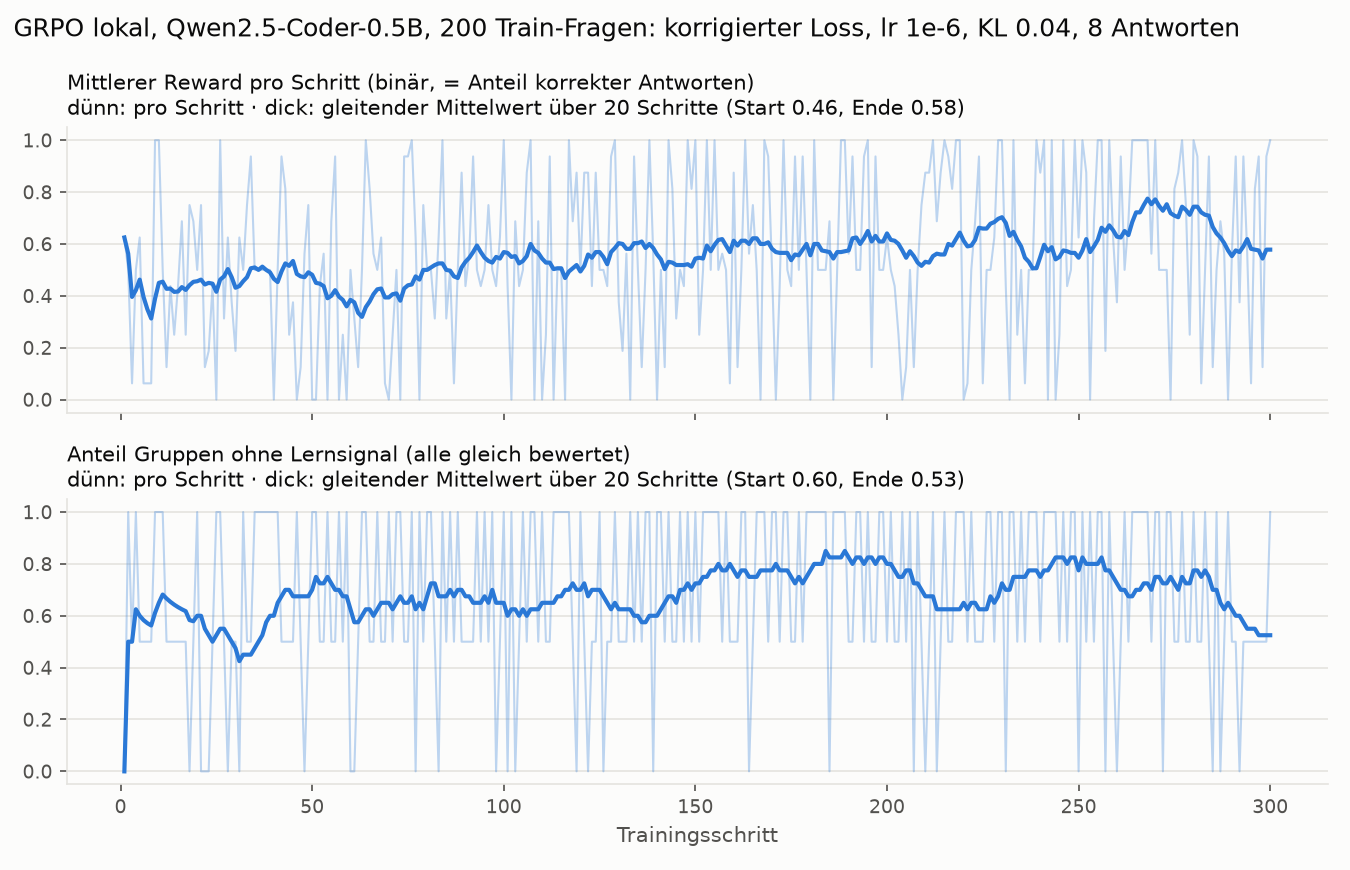 GRPO lokal, Qwen2.5-Coder-0.5B, 200 Train-Fragen: korrigierter Loss, lr 1e-6, KL 0.04, 8 Antworten
Mittlerer Reward pro Schritt (binär, = Anteil korrekter Antworten)
dünn: pro Schritt · dick: gleitender Mittelwert über 20 Schritte (Start 0.46, Ende 0.58)
1.0
0.8
0.6
0.4
0.2
0.0
Anteil Gruppen ohne Lernsignal (alle gleich bewertet)
dünn: pro Schritt · dick: gleitender Mittelwert über 20 Schritte (Start 0.60, Ende 0.53)
1.0
0.8
0.6
0.4
0.2
0.0
0 50 100 150 200 250 300
Trainingsschritt